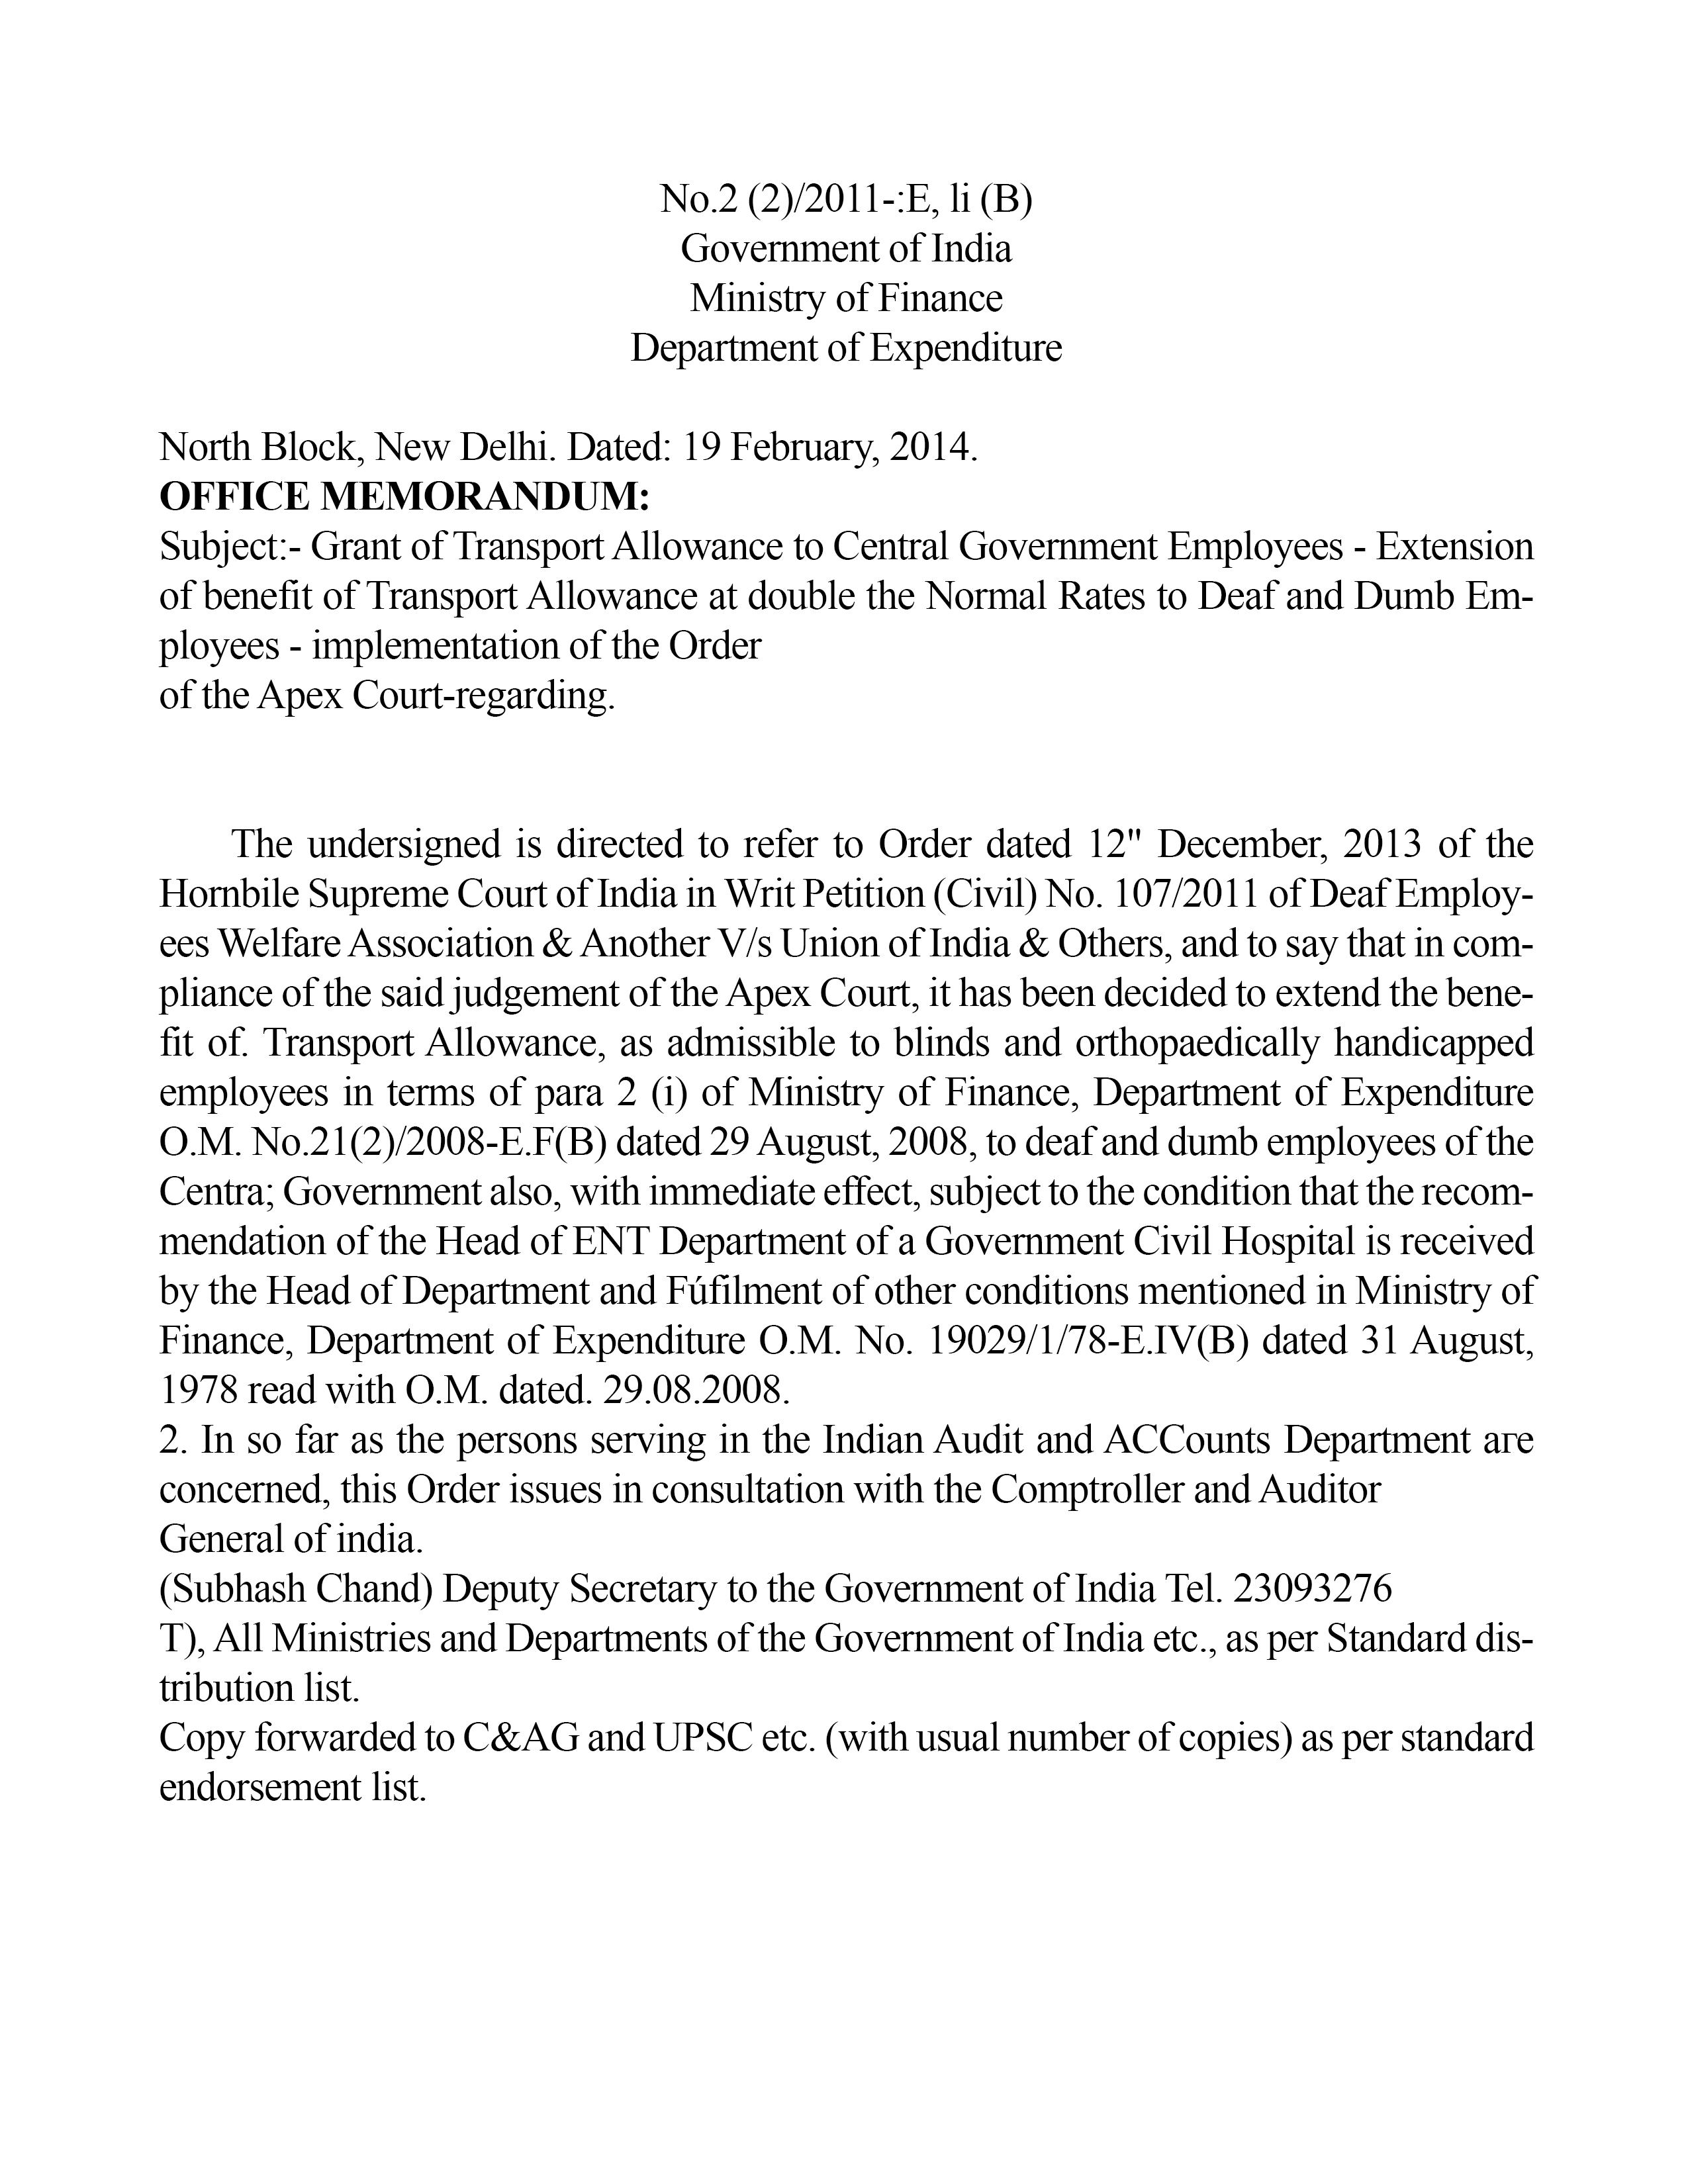 No.2 (2)/2011-:E, li (B)
Government of India
Ministry of Finance
Department of Expenditure
North Block, New Delhi. Dated: 19 February, 2014.
OFFICE MEMORANDUM:
Subject:- Grant of Transport Allowance to Central Government Employees - Extension
of benefit of Transport Allowance at double the Normal Rates to Deaf and Dumb Em-
ployees - implementation of the Order
of the Apex Court-regarding.
The undersigned is directed to refer to Order dated 12" December, 2013 of the
Hornbile Supreme Court of India in Writ Petition (Civil) No. 107/2011 of Deaf Employ-
ees Welfare Association & Another V/s Union of India & Others, and to say that in com-
pliance of the said judgement of the Apex Court, it has been decided to extend the bene-
fit of. Transport Allowance, as admissible to blinds and orthopaedically handicapped
employees in terms of para 2 (i) of Ministry of Finance, Department of Expenditure
O.M. No.21(2)/2008-E.F(B) dated 29 August, 2008, to deaf and dumb employees of the
Centra; Government also, with immediate effect, subject to the condition that the recom-
mendation of the Head of ENT Department of a Government Civil Hospital is received
by the Head of Department and Fúfilment of other conditions mentioned in Ministry of
Finance, Department of Expenditure O.M. No. 19029/1/78-E.IV(B) dated 31 August,
1978 read with O.M. dated. 29.08.2008.
2. In so far as the persons serving in the Indian Audit and ACCounts Department are
concerned, this Order issues in consultation with the Comptroller and Auditor
General of india.
(Subhash Chand) Deputy Secretary to the Government of India Tel. 23093276
T), All Ministries and Departments of the Government of India etc., as per Standard dis-
tribution list.
Copy forwarded to C&AG and UPSC etc. (with usual number of copies) as per standard
endorsement list.